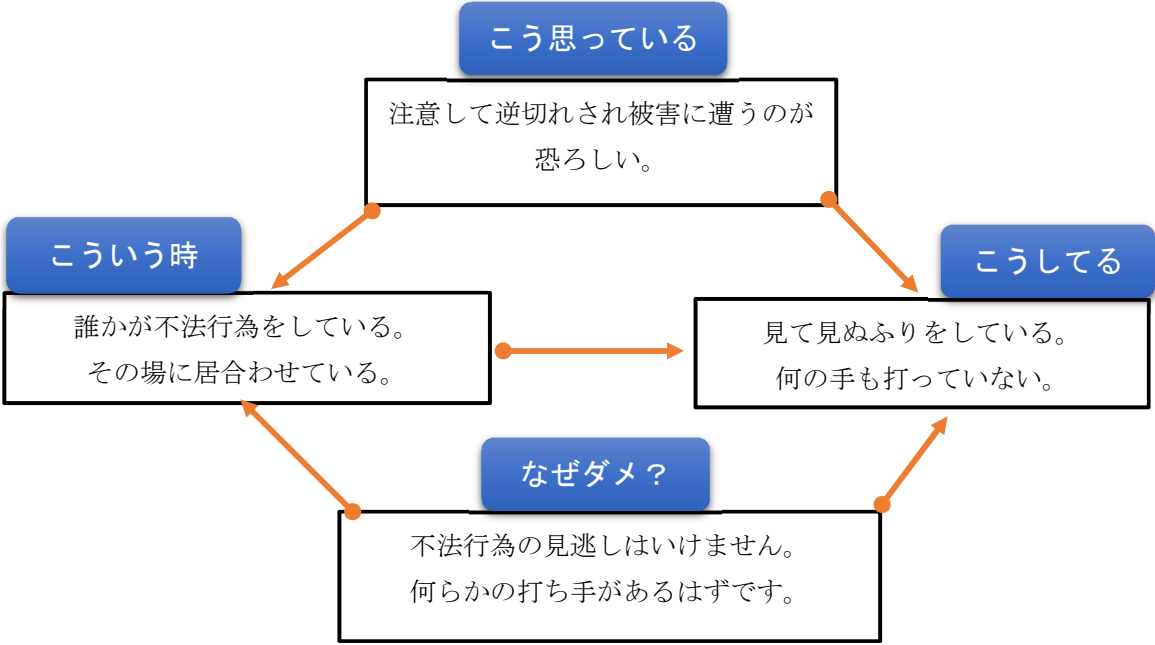 こう思っている
注意して逆切れされ被害に遭うのが
恐ろしい。
こういう時
誰かが不法行為をしている。
その場に居合わせている。
こうしてる
見て見ぬふりをしている。
何の手も打っていない。
なぜダメ？
不法行為の見逃しはいけません。
何らかの打ち手があるはずです。